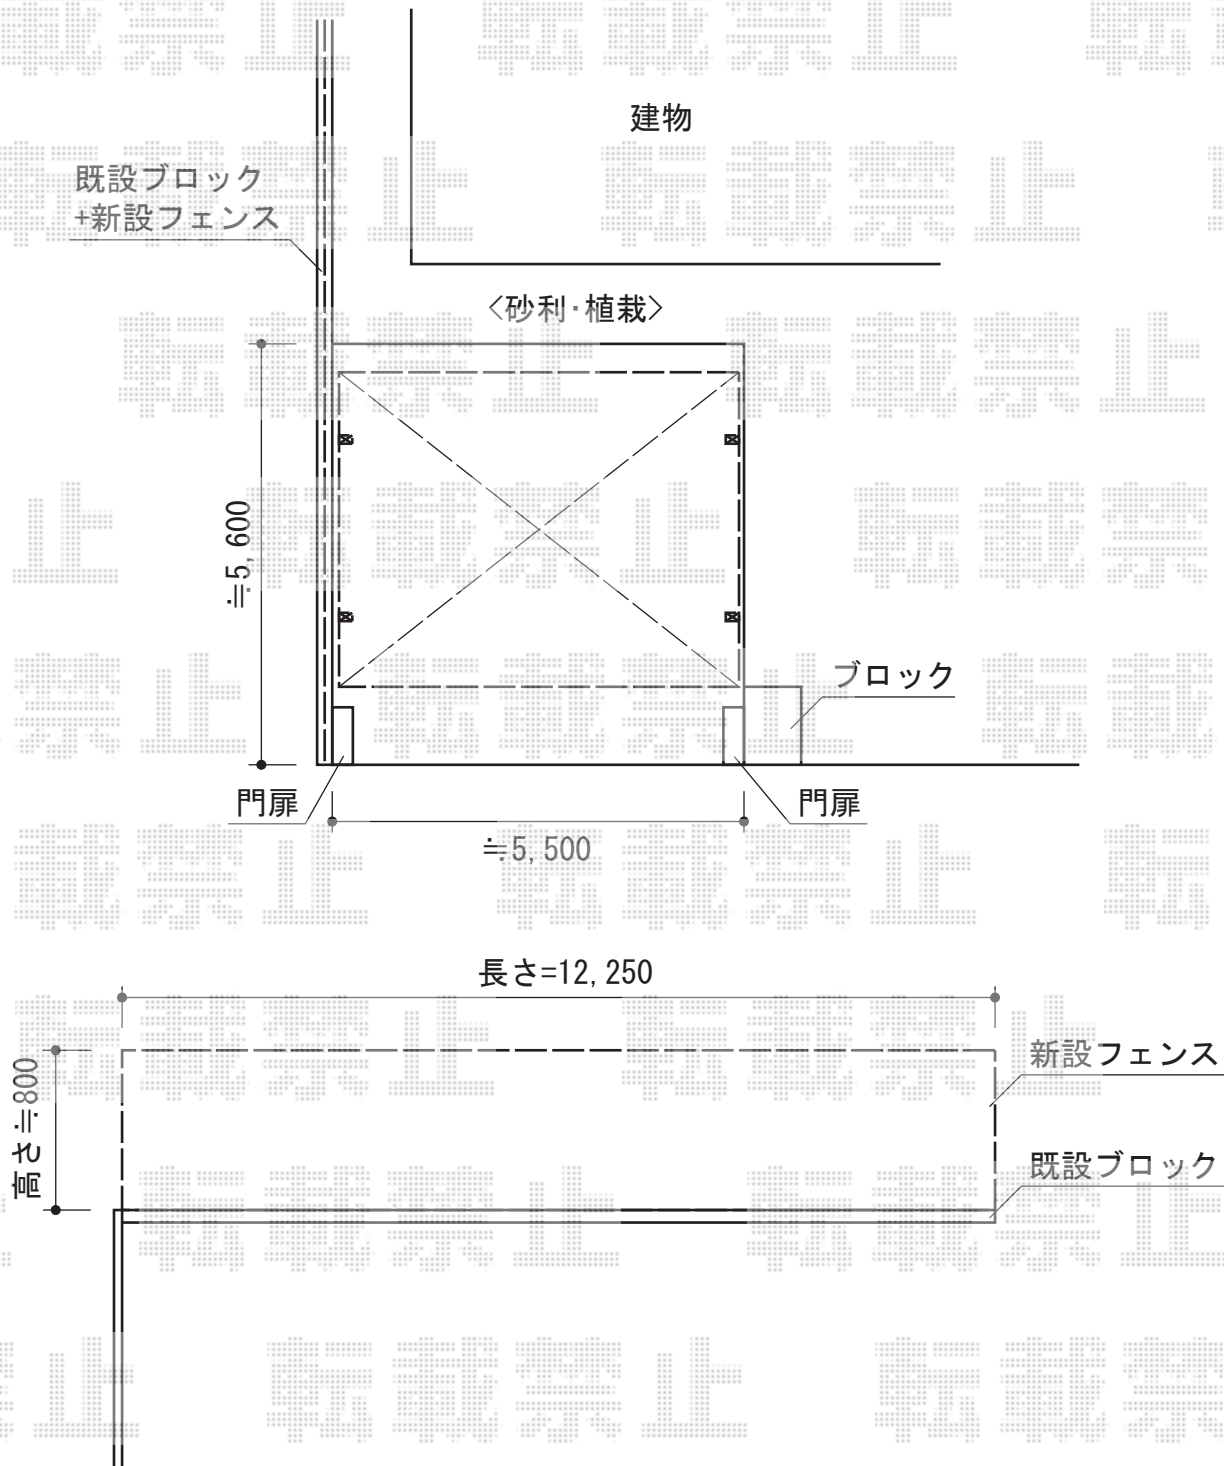 建物
既設ブロック
+新設フェンス
<砂利・植栽>
≒5,600
ブロック
門扉
門扉
≒5,500
長さ=12,250
新設フェンス
高さ≒800
既設ブロック
転載禁止